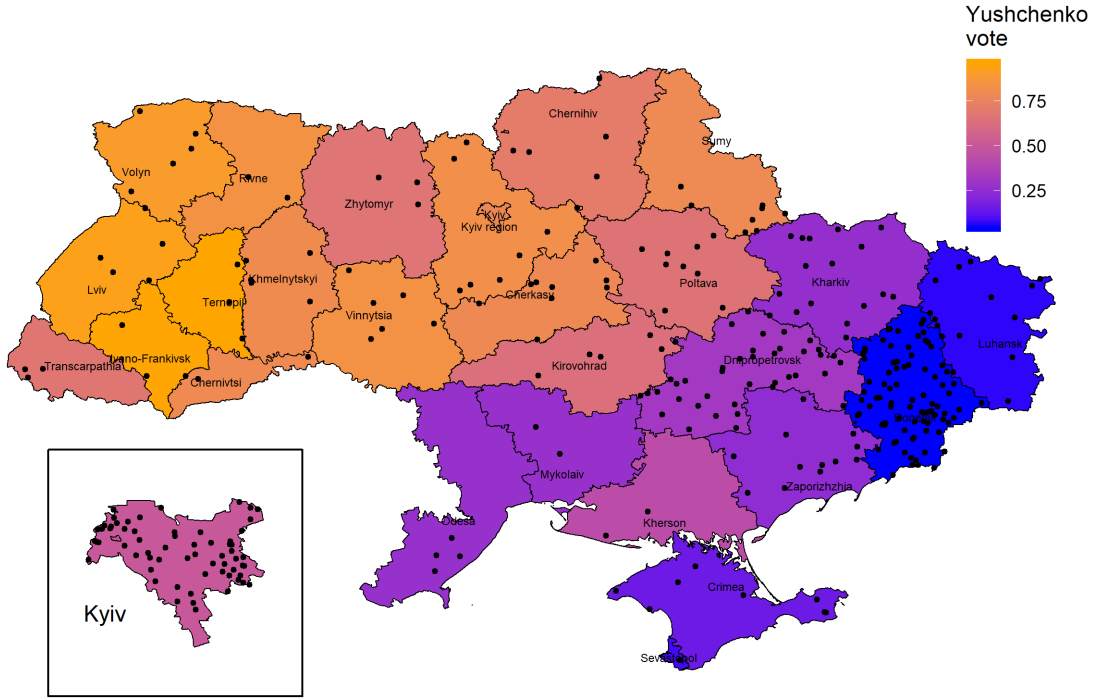 Yushchenko
vote
0.75
0.50
0.25
Chernihiv
Sumy
Volyn
Rivne
Zhytomyr
Kyiv
Kyiv region
Khmelnytskyi
Lviv
Ternopil
Cherkasy
Poltava
Kharkiv
Vinnytsia
Luhansk
Ivano-Frankivsk
Transcarpathia
Chernivtsi
Kirovohrad
Dnipropetrovsk
Donetsk
Mykolaiv
Zaporizhzhia
Odesa
Kherson
Crimea
Sevastopol
Kyiv